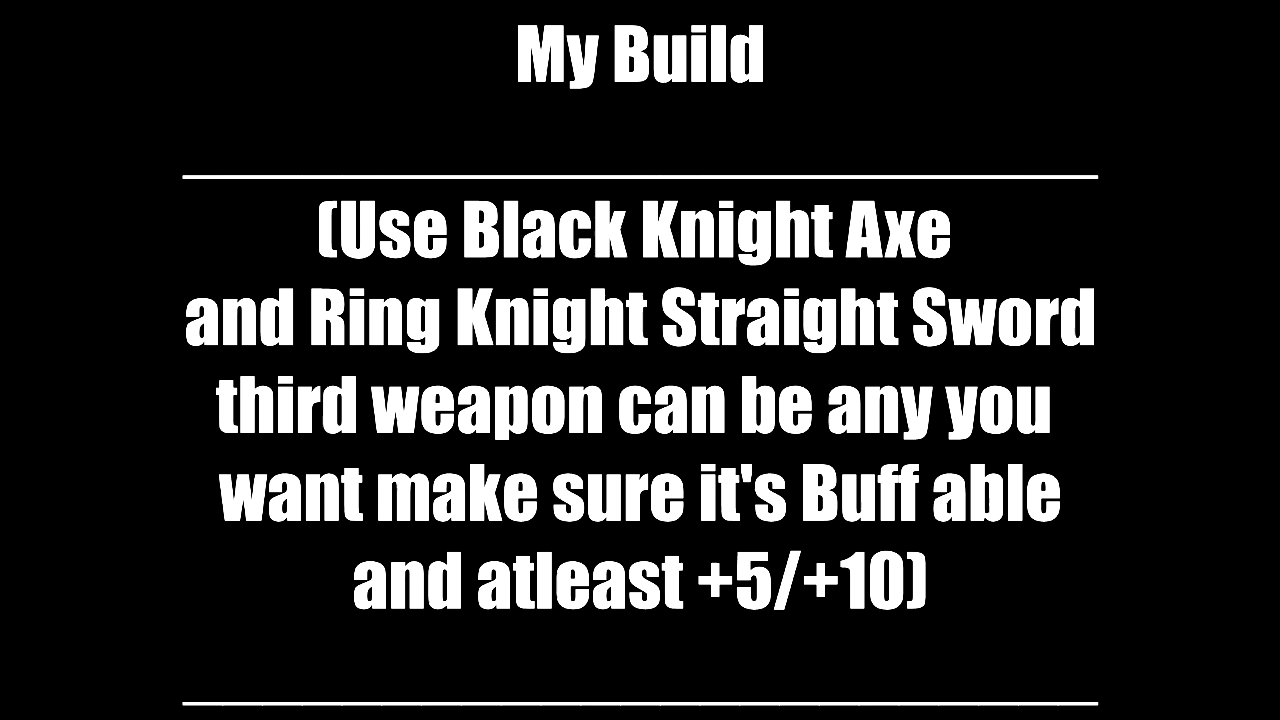 My Build
(Use Black Knight Axe
and Ring Knight Straight Sword
third weapon can be any you
want make sure it's Buff able
and atleast +5/+10)